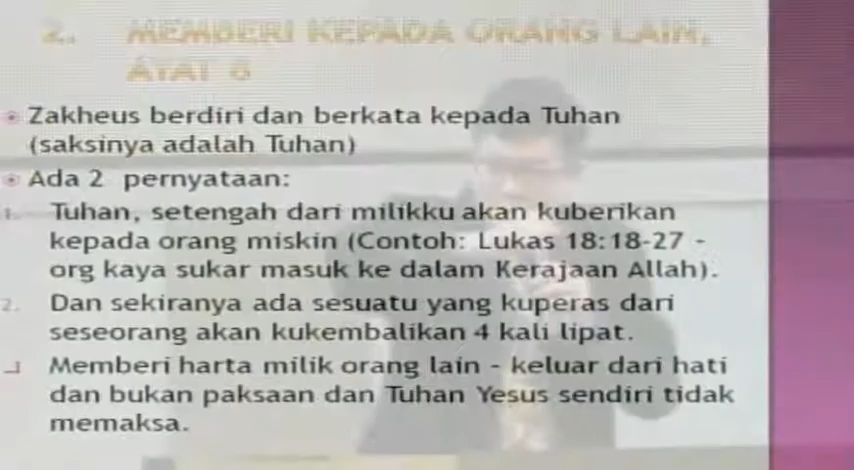 2. MEMBERI KEPADA ORANG LAIN,
AYAT 8
Zakheus berdiri dan berkata kepada Tuhan
(saksinya adalah Tuhan)
Ada 2 pernyataan:
1. Tuhan, setengah dari milikku akan kuberikan
kepada orang miskin (Contoh: Lukas 18:18-27 -
org kaya sukar masuk ke dalam Kerajaan Allah).
2. Dan sekiranya ada sesuatu yang kuperas dari
seseorang akan kukembalikan 4 kali lipat.
Memberi harta milik orang lain - keluar dari hati
dan bukan paksaan dan Tuhan Yesus sendiri tidak
memaksa.